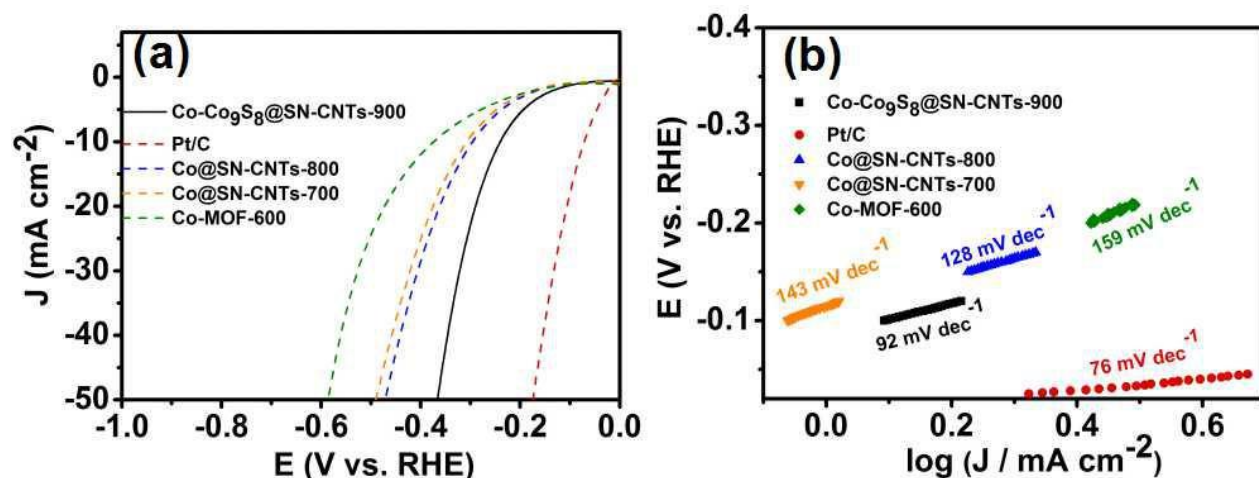 (a)
0
-10
-20
-30
-40
-50
J (mA cm⁻²)
Co-Co₉S₈@SN-CNTs-900
Pt/C
Co@SN-CNTs-800
Co@SN-CNTs-700
Co-MOF-600
-1.0 -0.8 -0.6 -0.4 -0.2 0.0
E (V vs. RHE)
(b)
-0.4
-0.3
-0.2
-0.1
E (V vs. RHE)
Co-Co₉S₈@SN-CNTs-900
Pt/C
Co@SN-CNTs-800
Co@SN-CNTs-700
Co-MOF-600
159 mV dec⁻¹
128 mV dec⁻¹
143 mV dec⁻¹
92 mV dec⁻¹
76 mV dec⁻¹
0.0 0.2 0.4 0.6
log (J / mA cm⁻²)